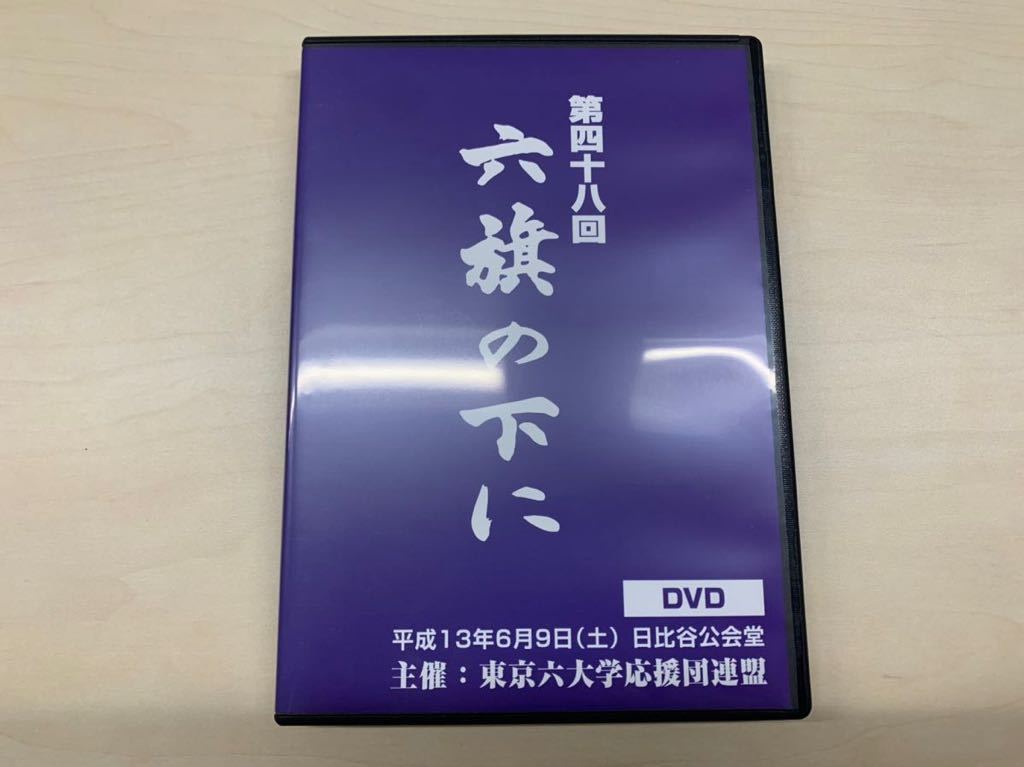 第四十八回
六旗の下に
DVD
平成13年6月9日(土) 日比谷公会堂
主催：東京六大学応援団連盟